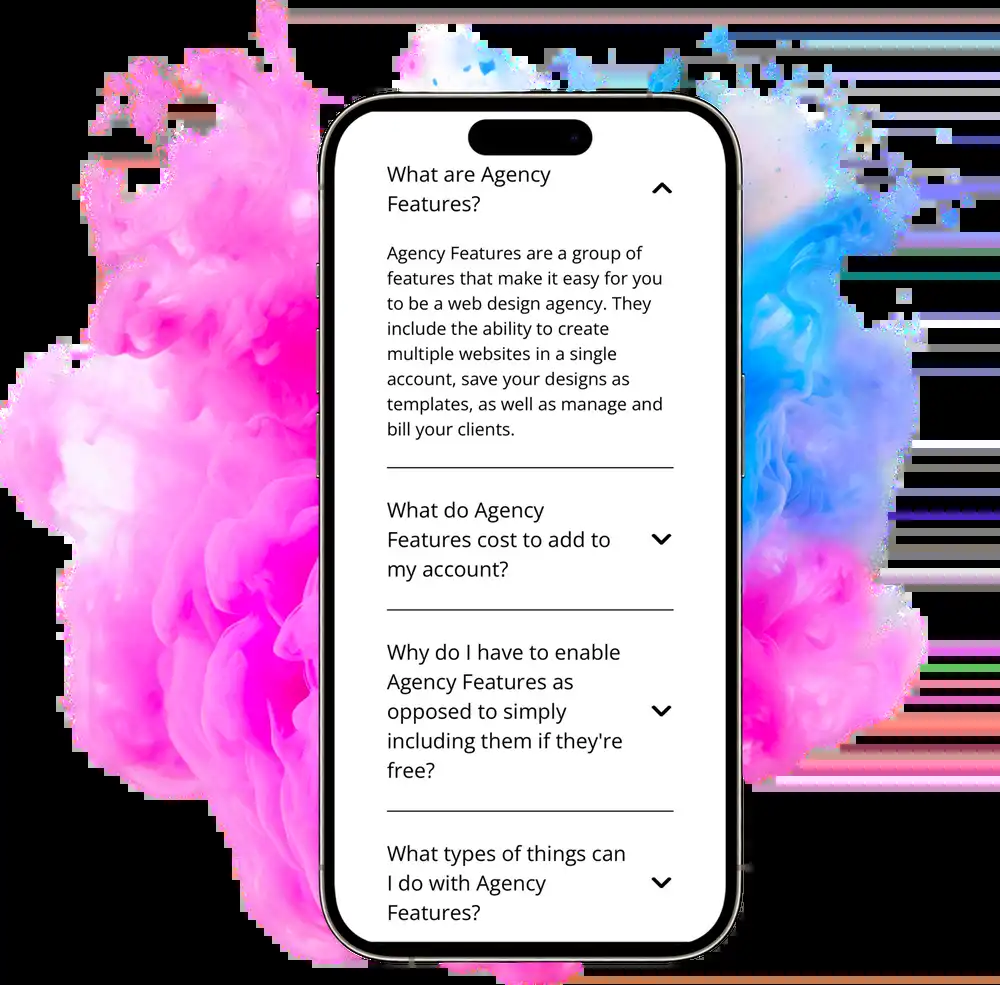 What are Agency
Features?
Agency Features are a group of
features that make it easy for you
to be a web design agency. They
include the ability to create
multiple websites in a single
account, save your designs as
templates, as well as manage and
bill your clients.
What do Agency
Features cost to add to
my account?
Why do I have to enable
Agency Features as
opposed to simply
including them if they're
free?
What types of things can
I do with Agency
Features?